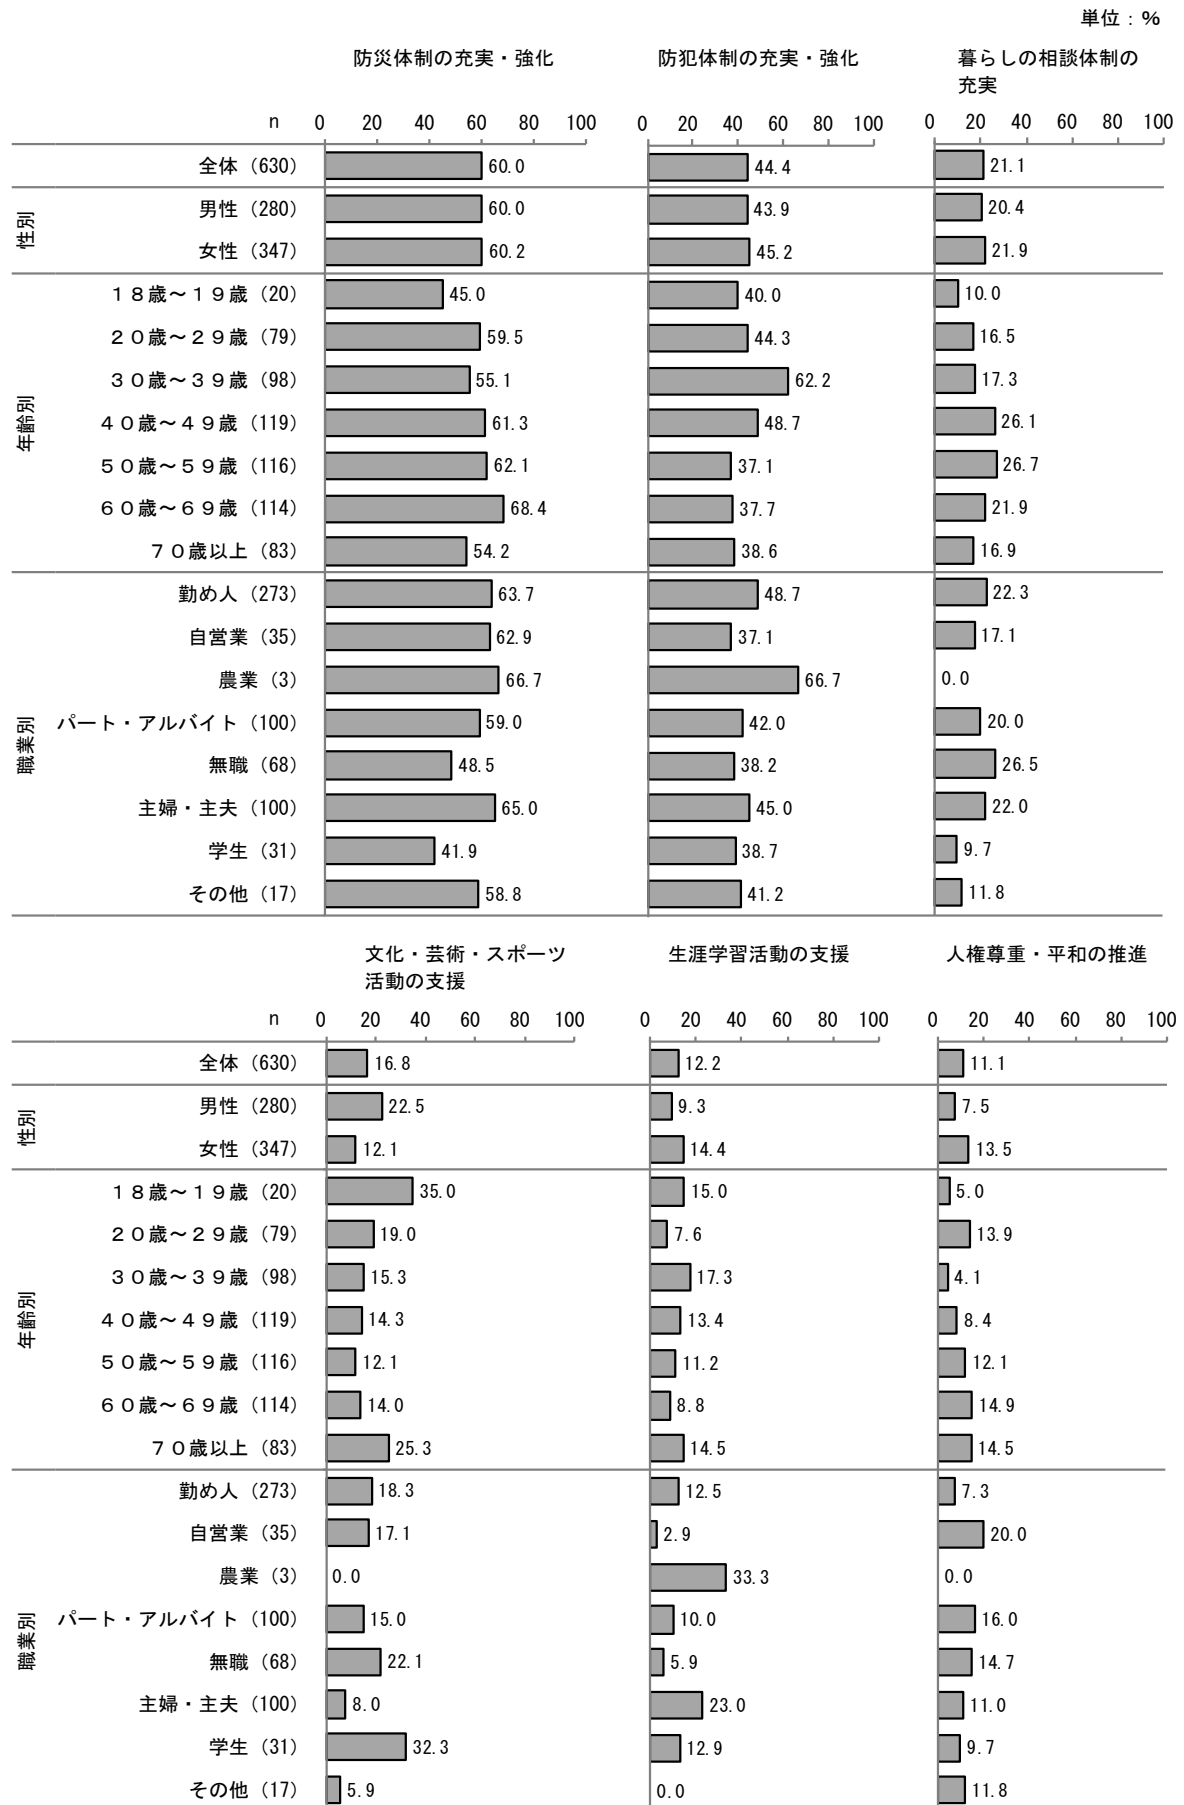 単位：％
防災体制の充実・強化 防犯体制の充実・強化 暮らしの相談体制の
充実
n 0 20 40 60 80 100 0 20 40 60 80 100 0 20 40 60 80 100
全体（630） 60.0 44.4 21.1
性別
男性（280） 60.0 43.9 20.4
女性（347） 60.2 45.2 21.9
年齢別
１８歳～１９歳（20） 45.0 40.0 10.0
２０歳～２９歳（79） 59.5 44.3 16.5
３０歳～３９歳（98） 55.1 62.2 17.3
４０歳～４９歳（119） 61.3 48.7 26.1
５０歳～５９歳（116） 62.1 37.1 26.7
６０歳～６９歳（114） 68.4 37.7 21.9
７０歳以上（83） 54.2 38.6 16.9
職業別
勤め人（273） 63.7 48.7 22.3
自営業（35） 62.9 37.1 17.1
農業（3） 66.7 66.7 0.0
パート・アルバイト（100） 59.0 42.0 20.0
無職（68） 48.5 38.2 26.5
主婦・主夫（100） 65.0 45.0 22.0
学生（31） 41.9 38.7 9.7
その他（17） 58.8 41.2 11.8
文化・芸術・スポーツ 生涯学習活動の支援 人権尊重・平和の推進
活動の支援
n 0 20 40 60 80 100 0 20 40 60 80 100 0 20 40 60 80 100
全体（630） 16.8 12.2 11.1
性別
男性（280） 22.5 9.3 7.5
女性（347） 12.1 14.4 13.5
年齢別
１８歳～１９歳（20） 35.0 15.0 5.0
２０歳～２９歳（79） 19.0 7.6 13.9
３０歳～３９歳（98） 15.3 17.3 4.1
４０歳～４９歳（119） 14.3 13.4 8.4
５０歳～５９歳（116） 12.1 11.2 12.1
６０歳～６９歳（114） 14.0 8.8 14.9
７０歳以上（83） 25.3 14.5 14.5
職業別
勤め人（273） 18.3 12.5 7.3
自営業（35） 17.1 2.9 20.0
農業（3） 0.0 33.3 0.0
パート・アルバイト（100） 15.0 10.0 16.0
無職（68） 22.1 5.9 14.7
主婦・主夫（100） 8.0 23.0 11.0
学生（31） 32.3 12.9 9.7
その他（17） 5.9 0.0 11.8